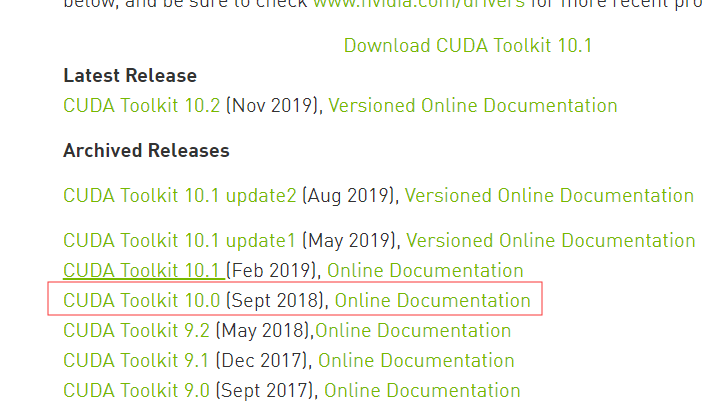 below, and be sure to check www.nvidia.com/drivers for more recent pro
Download CUDA Toolkit 10.1
Latest Release
CUDA Toolkit 10.2 (Nov 2019), Versioned Online Documentation
Archived Releases
CUDA Toolkit 10.1 update2 (Aug 2019), Versioned Online Documentation
CUDA Toolkit 10.1 update1 (May 2019), Versioned Online Documentation
CUDA Toolkit 10.1 (Feb 2019), Online Documentation
CUDA Toolkit 10.0 (Sept 2018), Online Documentation
CUDA Toolkit 9.2 (May 2018),Online Documentation
CUDA Toolkit 9.1 (Dec 2017), Online Documentation
CUDA Toolkit 9.0 (Sept 2017), Online Documentation